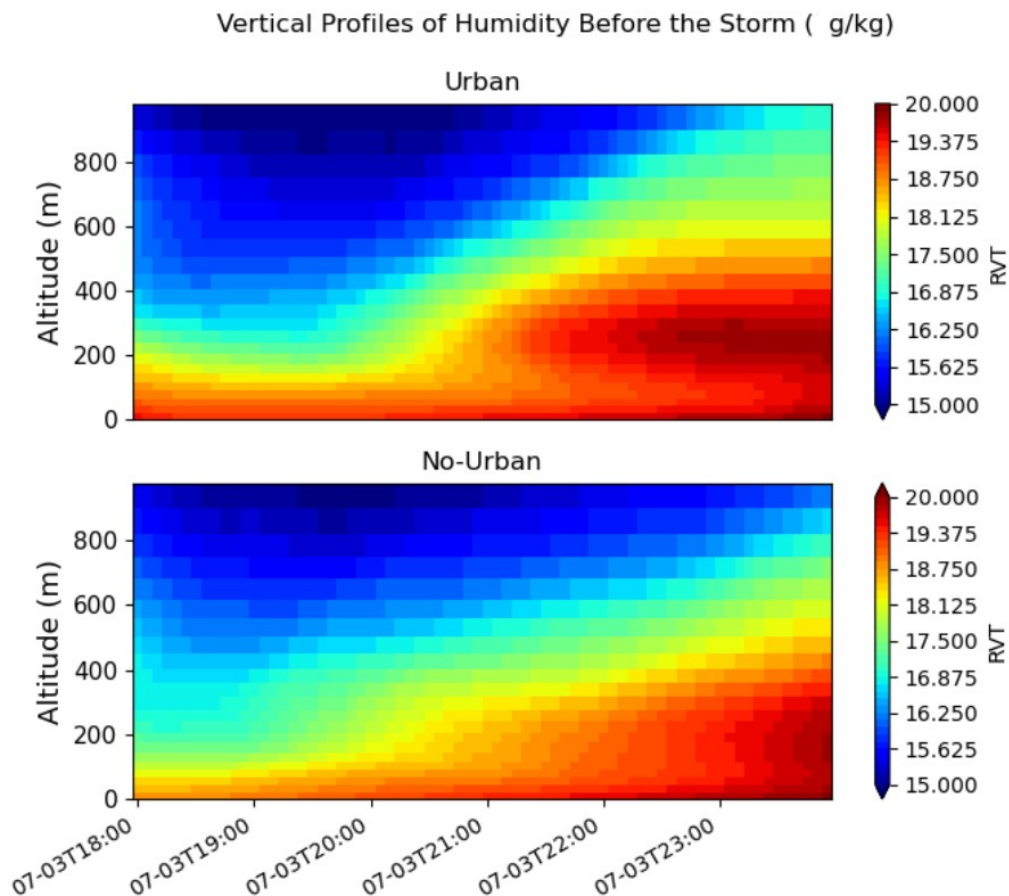 Vertical Profiles of Humidity Before the Storm (  g/kg)
Urban
Altitude (m)
800
600
400
200
0
20.000
19.375
18.750
18.125
17.500
16.875
16.250
15.625
15.000
RVT
No-Urban
Altitude (m)
800
600
400
200
0
20.000
19.375
18.750
18.125
17.500
16.875
16.250
15.625
15.000
RVT
07-03T18:00
07-03T19:00
07-03T20:00
07-03T21:00
07-03T22:00
07-03T23:00